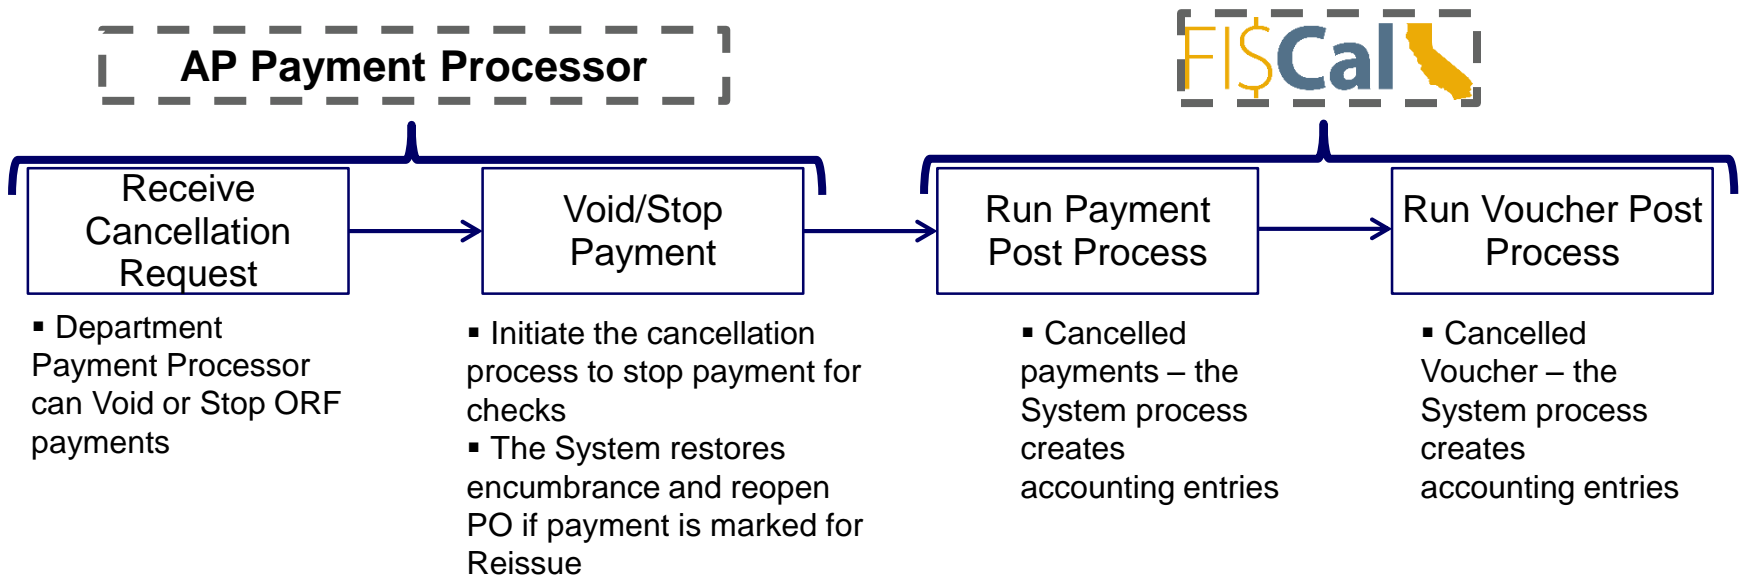 AP Payment Processor
FI$Cal
Receive
Cancellation
Request
Void/Stop
Payment
Run Payment
Post Process
Run Voucher Post
Process
▪ Department
Payment Processor
can Void or Stop ORF
payments
▪ Initiate the cancellation
process to stop payment for
checks
▪ The System restores
encumbrance and reopen
PO if payment is marked for
Reissue
▪ Cancelled
payments – the
System process
creates
accounting entries
▪ Cancelled
Voucher – the
System process
creates
accounting entries